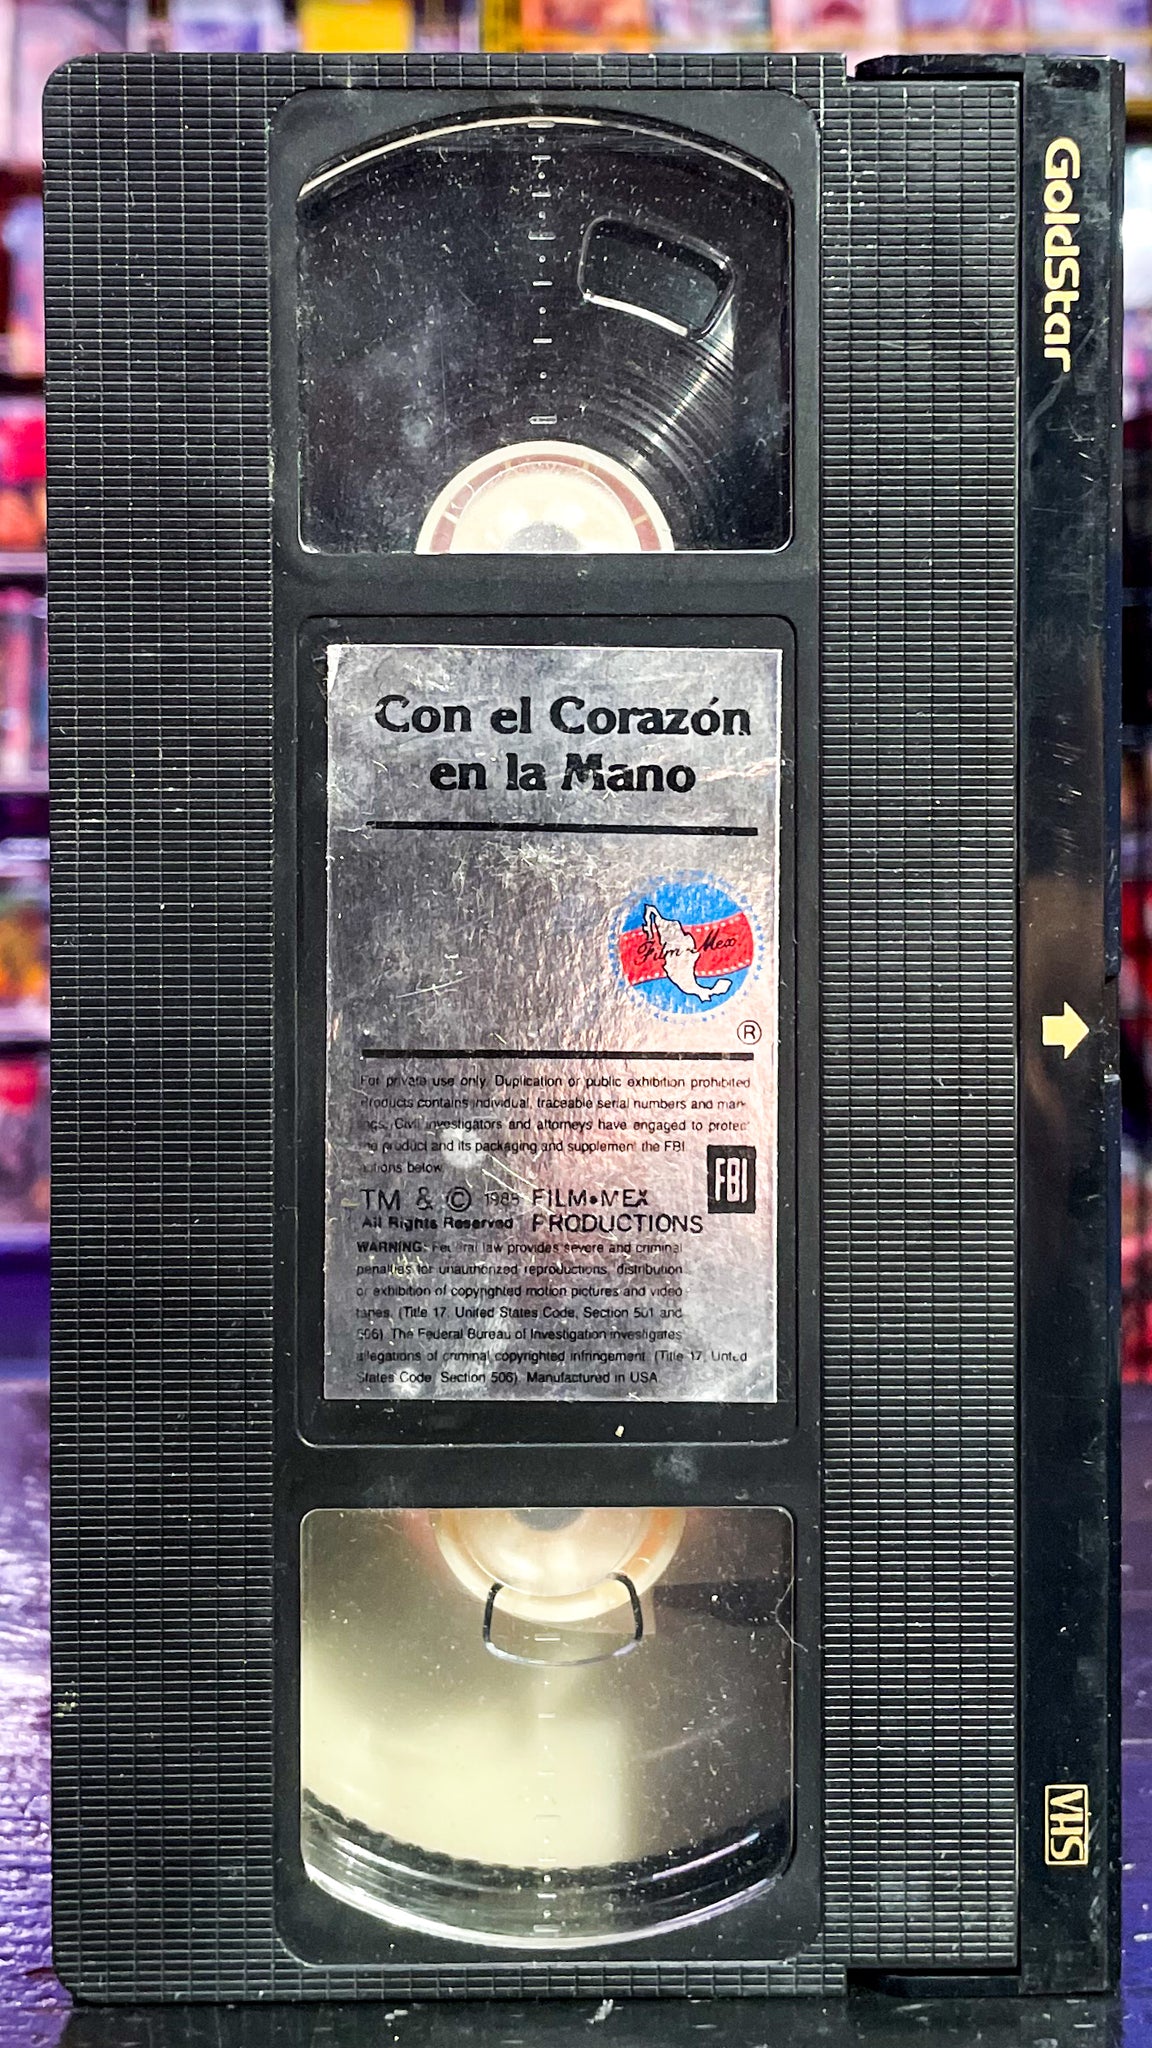 Con el Corazón
en la Mano
Film • Mex
®
For private use only. Duplication or public exhibition prohibited
Products contains individual, traceable serial numbers and mar-
Civil investigators and attorneys have engaged to protect
product and its packaging and supplement the FBI
below
FBI
TM & © FILM•MEX
All Rights Reserved PRODUCTIONS
WARNING: Federal law provides severe and criminal
penalties for unauthorized reproductions, distribution
or exhibition of copyrighted motion pictures and video
tapes. (Title 17, United States Code, Section 501 and
506) The Federal Bureau of Investigation investigates
allegations of criminal copyrighted infringement (Title 17, United
States Code, Section 506). Manufactured in USA.
GoldStar
VHS